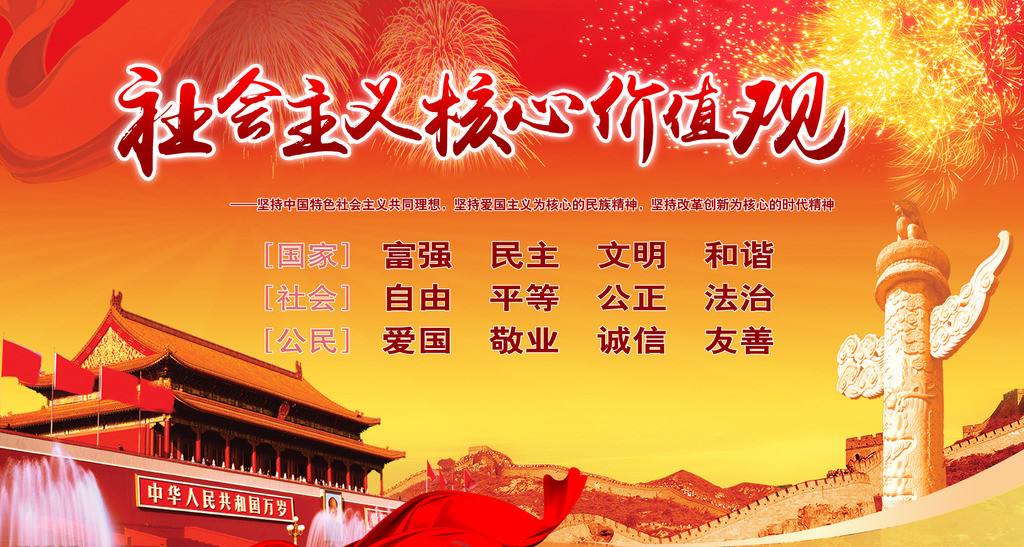 社会主义核心价值观
——坚持中国特色社会主义共同理想，坚持爱国主义为核心的民族精神，坚持改革创新为核心的时代精神
[国家] 富强 民主 文明 和谐
[社会] 自由 平等 公正 法治
[公民] 爱国 敬业 诚信 友善
中华人民共和国万岁